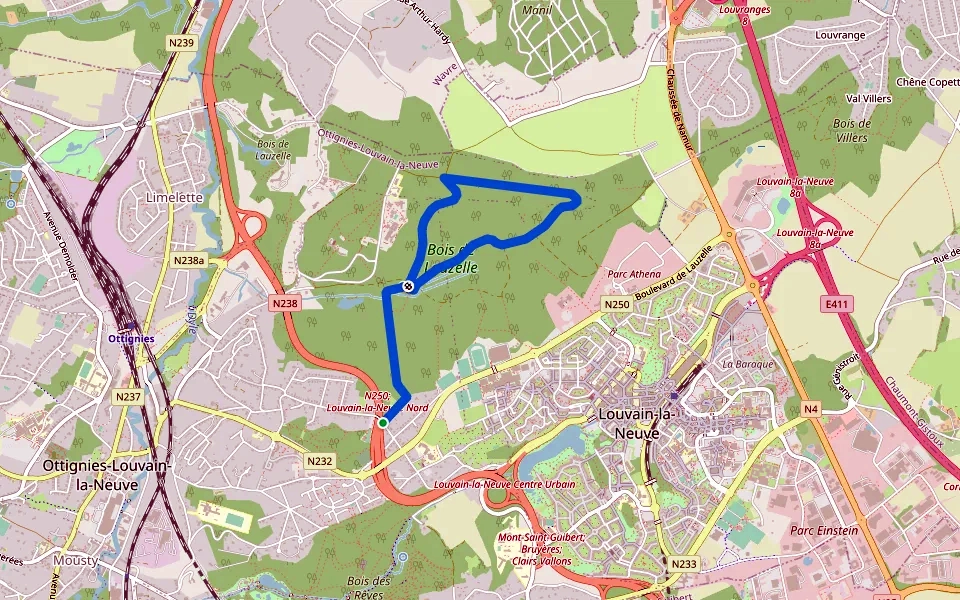 Manil
Louvranges
8
e Arthur Hardy
N239
Louvrange
Wavre
Chaussée de Namur
Chêne Copett
Val Villers
Bois de
Villers
Ottignies-Louvain-la-Neuve
Bois de
Lauzelle
Louvain-la-Neuve
8a
Limelette
Avenue Demolder
Louvain-la-Neuve
8a
Bois de
Lauzelle
N238a
Rue de
Parc Athena
Boulevard de Lauzelle
N238
N250
E411
La Dyle
Ottignies
La Baraque
Rue Génistroit
Chaumont-Gistoux
N237
N250;
Louvain-la-Neuve Nord
N4
Louvain-la-
Neuve
N232
Ottignies-Louvain-
la-Neuve
Louvain-la-Neuve Centre Urbain
Cor
Mont-Saint-Guibert;
Bruyères;
Clairs Vallons
Parc Einstein
Mousty
erées
N233
Bois des
Rêves
Avenue
ibert